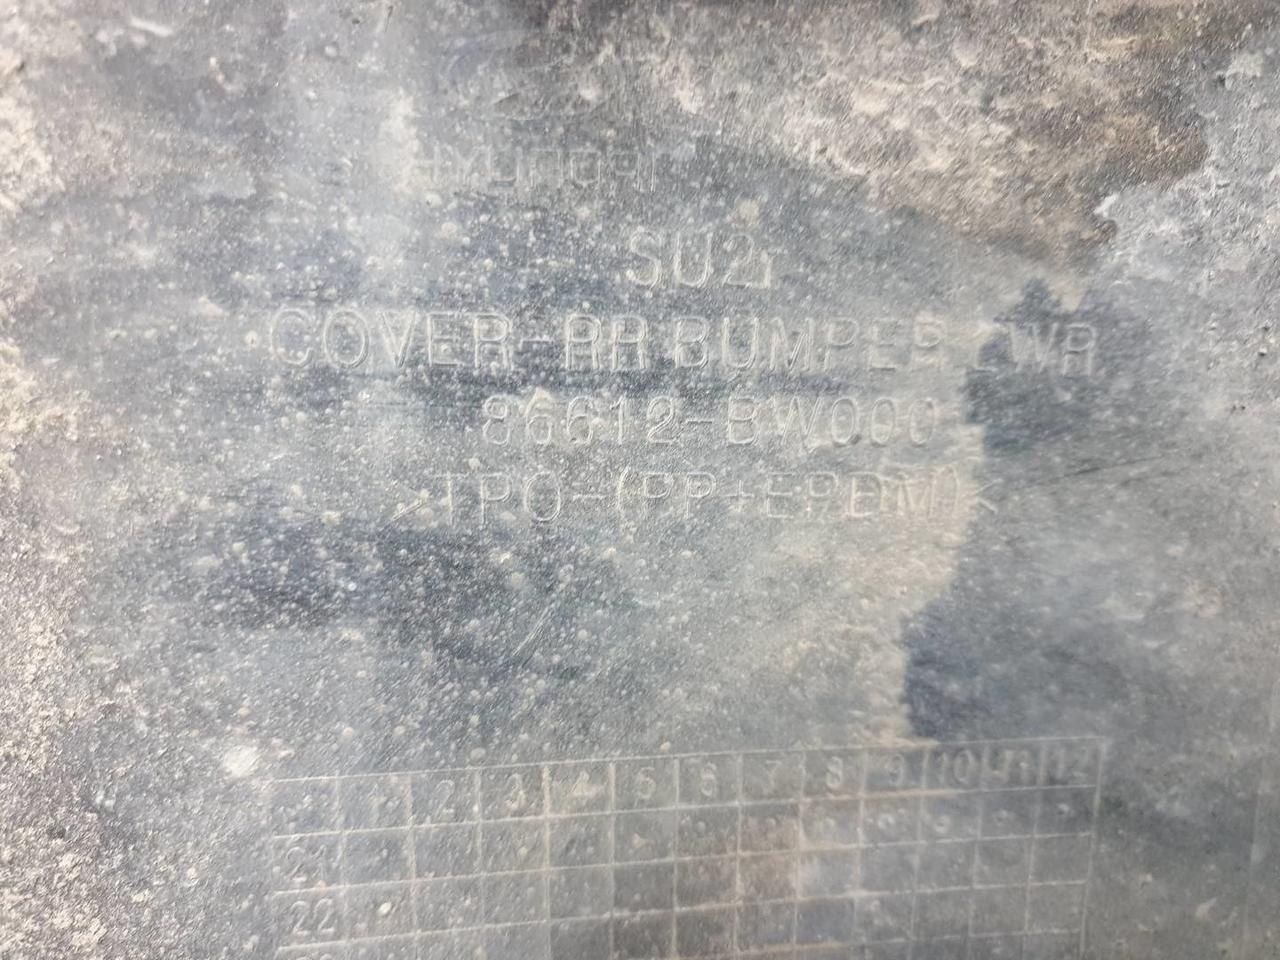 HYUNDAI
SU2r
COVER-RR BUMPER LWR
86612-BW000
>TPO-(PP+EPDM)<
1 2 3 4 5 6 7 8 9 10 11 12
21
22